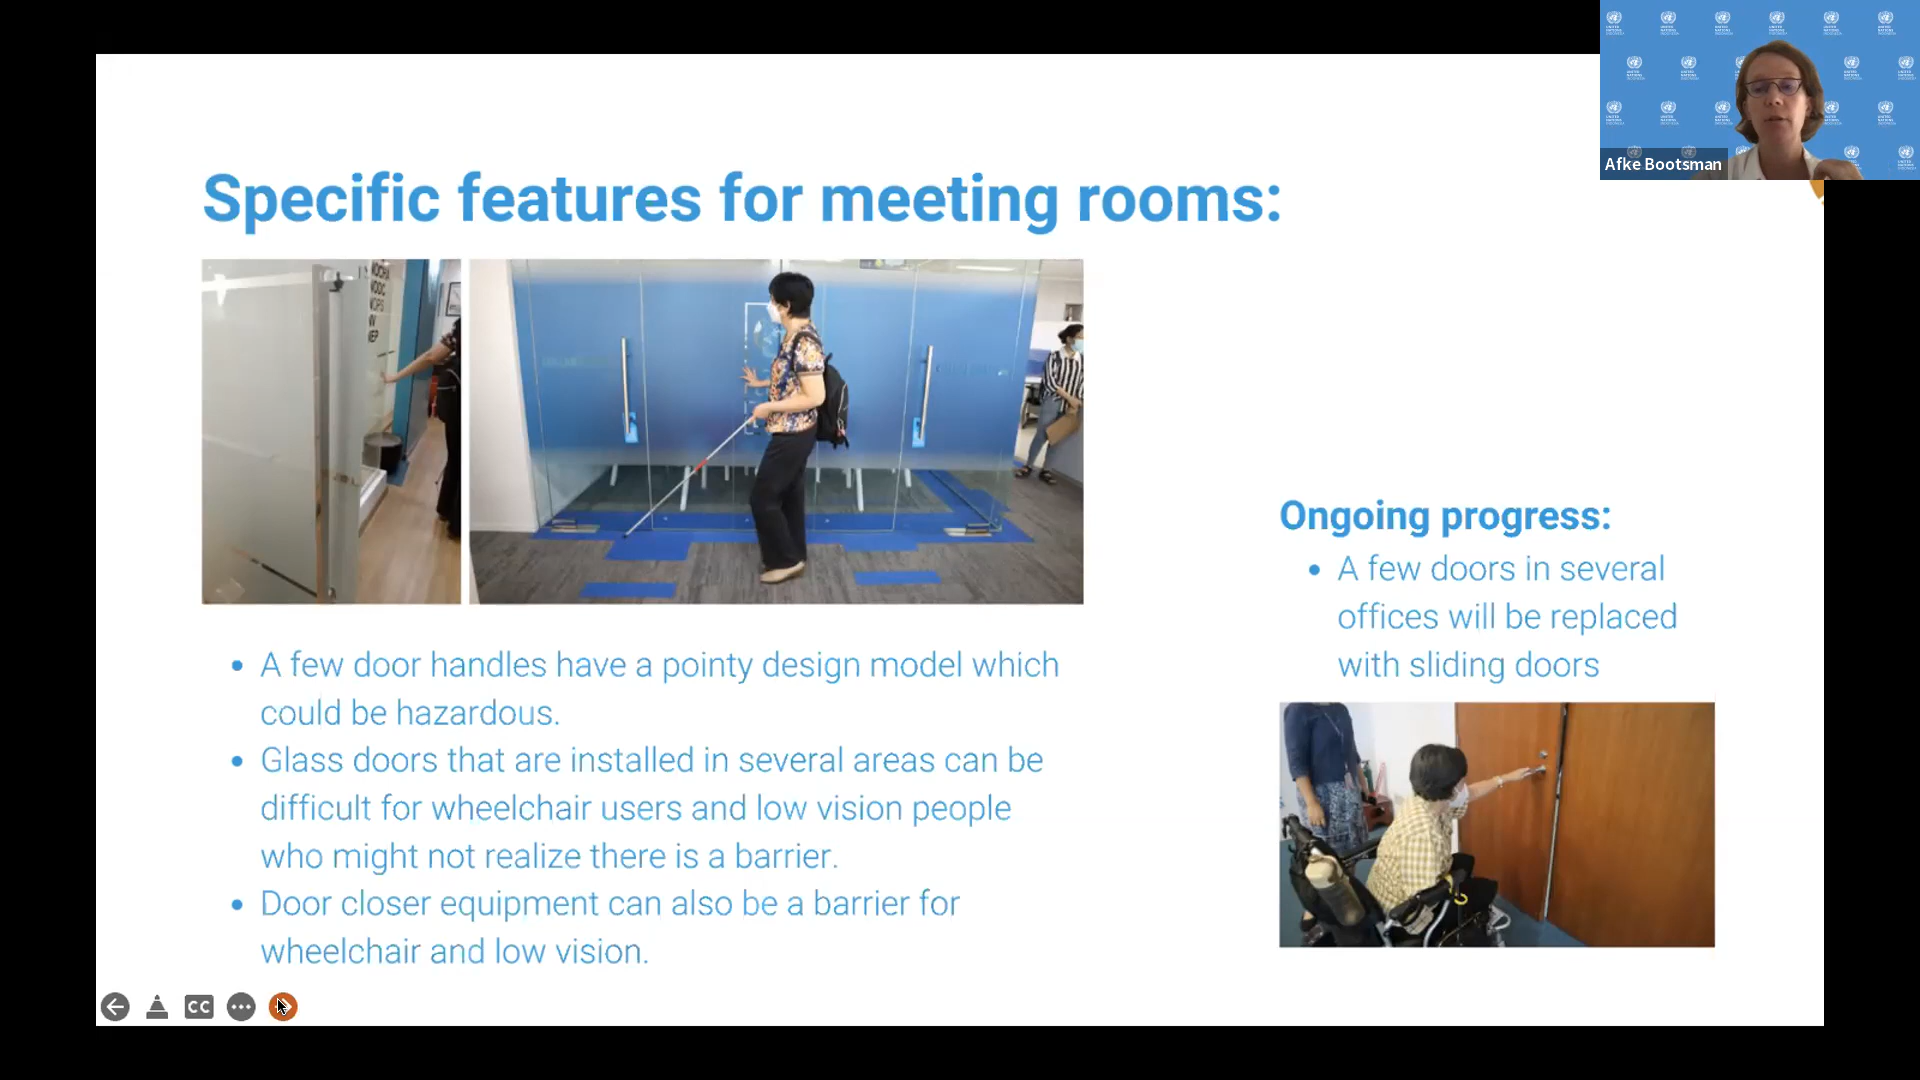 Afke Bootsman
Specific features for meeting rooms:
• A few door handles have a pointy design model which
could be hazardous.
• Glass doors that are installed in several areas can be
difficult for wheelchair users and low vision people
who might not realize there is a barrier.
• Door closer equipment can also be a barrier for
wheelchair and low vision.
Ongoing progress:
• A few doors in several
offices will be replaced
with sliding doors
CC